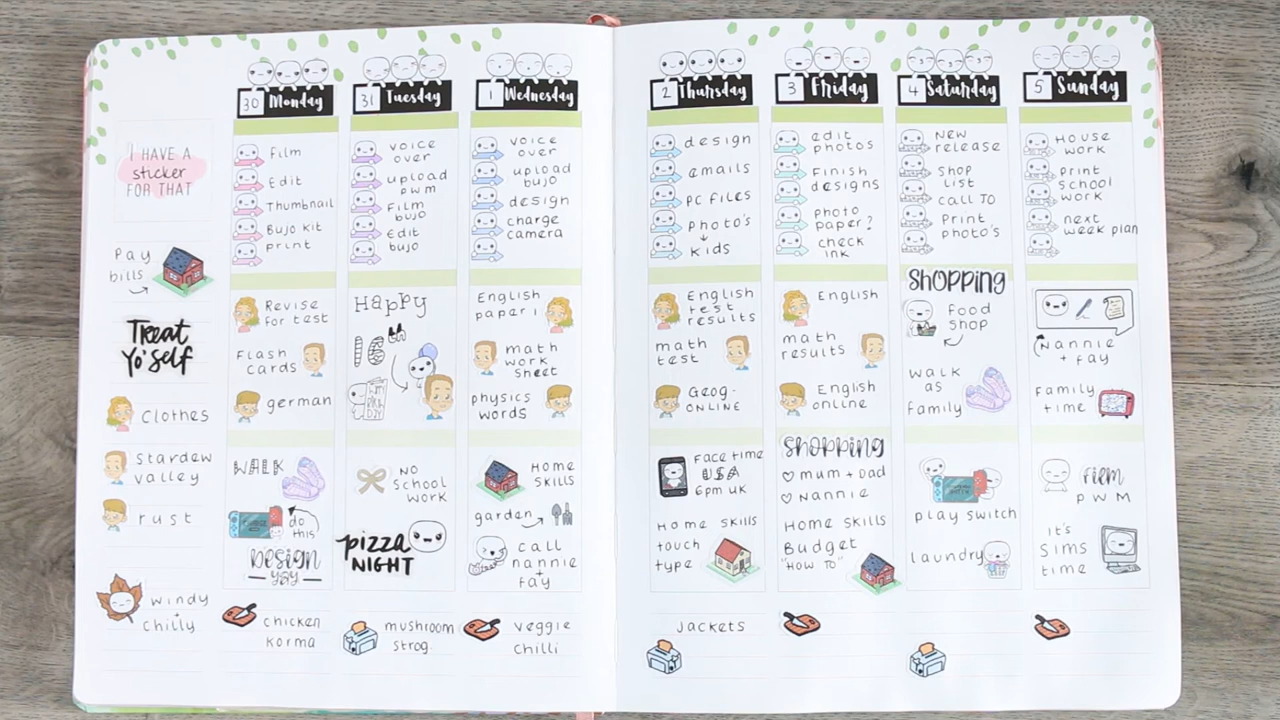 I HAVE A
sticker
FOR THAT
Pay
bills
Treat
Yo' Self
Clothes
Stardew
valley
rust
windy
+
chilly
30 Monday
Film
Edit
Thumbnail
Bujo kit
print
Revise
for test
Flash
cards
german
WALK
do
this
DESIGN
yay
chicken
korma
31 Tuesday
voice
over
upload
pwm
Film
bujo
Edit
bujo
Happy
16th
NO
School
work
pizza
NIGHT
mushroom
strog.
1 Wednesday
voice
over
upload
bujo
design
charge
camera
English
paper 1
math
work
sheet
physics
words
Home
skills
garden
call
nannie
+
fay
veggie
chilli
2 Thursday
design
emails
PC files
photo's
kids
English
test
results
math
test
Geog-
ONLINE
Face time
USA
6pm UK
Home skills
touch
type
Jackets
3 Friday
edit
photos
Finish
designs
photo
paper?
check
ink
English
math
results
English
online
Shopping
mum + Dad
Nannie
Home skills
Budget
"HOW TO"
4 Saturday
New
release
shop
list
call JO
Print
photo's
Shopping
Food
shop
walk
as
Family
play switch
laundry
5 Sunday
House
work
print
school
work
next
week plan
Nannie
+ fay
Family
+ time
film
PWM
it's
Sims
time